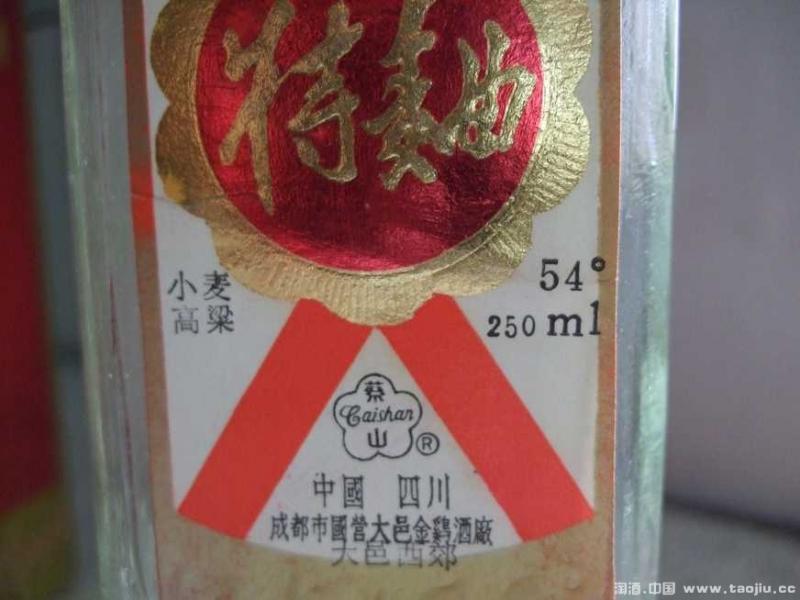 特麯
小麦
高粱
54°
250 ml
蔡
Caishan
山
®
中國 四川
成都市國營大邑金鷄酒廠
大邑西郊
淘酒.中国 www.taojiu.cc